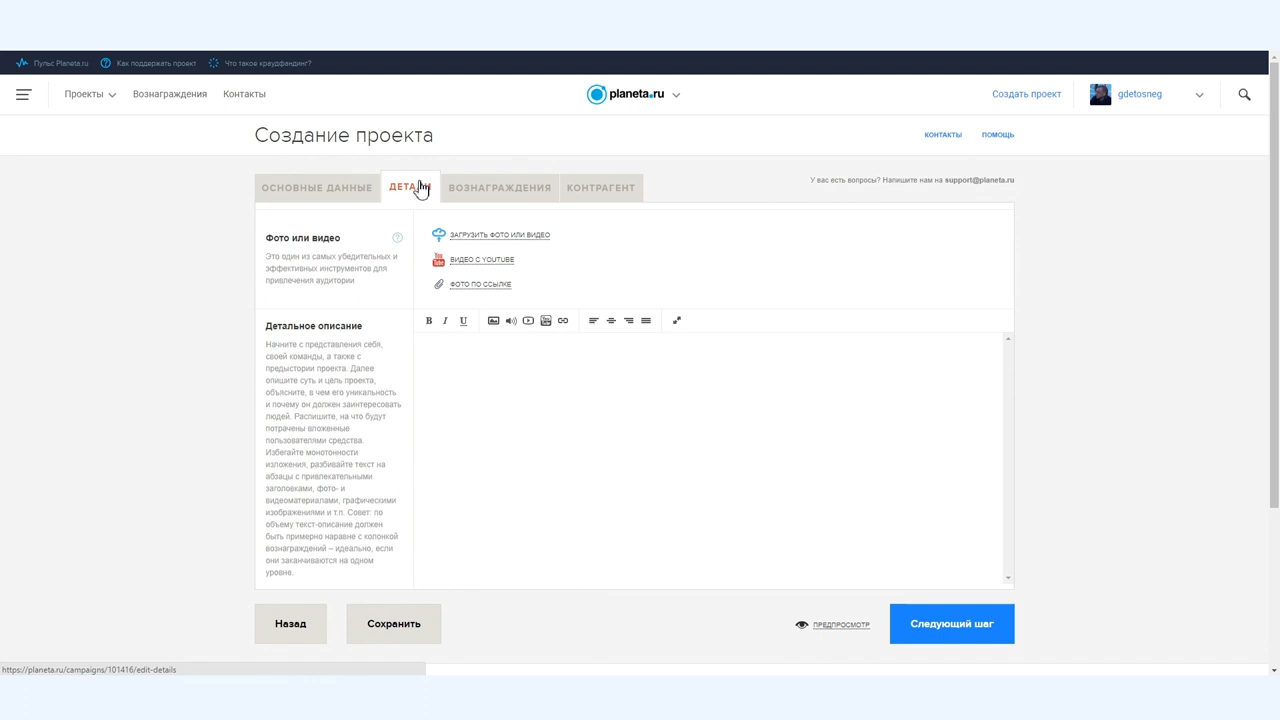 Пульс Planeta.ru Как поддержать проект Что такое краудфандинг?
Проекты Вознаграждения Контакты planeta.ru Создать проект gdetosneg
Создание проекта КОНТАКТЫ ПОМОЩЬ
ОСНОВНЫЕ ДАННЫЕ ВОЗНАГРАЖДЕНИЯ КОНТРАГЕНТ У вас есть вопросы? Напишите нам на support@planeta.ru
Фото или видео
Это один из самых убедительных и
эффективных инструментов для
привлечения аудитории
ЗАГРУЗИТЬ ФОТО ИЛИ ВИДЕО
ВИДЕО С YOUTUBE
ФОТО ПО ССЫЛКЕ
Детальное описание
B I U
Начните с представления себя,
своей команды, а также с
предыстории проекта. Далее
опишите суть и цель проекта,
объясните, в чем его уникальность
и почему он должен заинтересовать
людей. Распишите, на что будут
потрачены вложенные
пользователями средства.
Избегайте монотонности
изложения, разбивайте текст на
абзацы с привлекательными
заголовками, фото- и
видеоматериалами, графическими
изображениями и т.п. Совет: по
объему текст-описание должен
быть примерно наравне с колонкой
вознаграждений – идеально, если
они заканчиваются на одном
уровне.
Назад Сохранить ПРЕДПРОСМОТР Следующий шаг
https://planeta.ru/campaigns/101416/edit-details